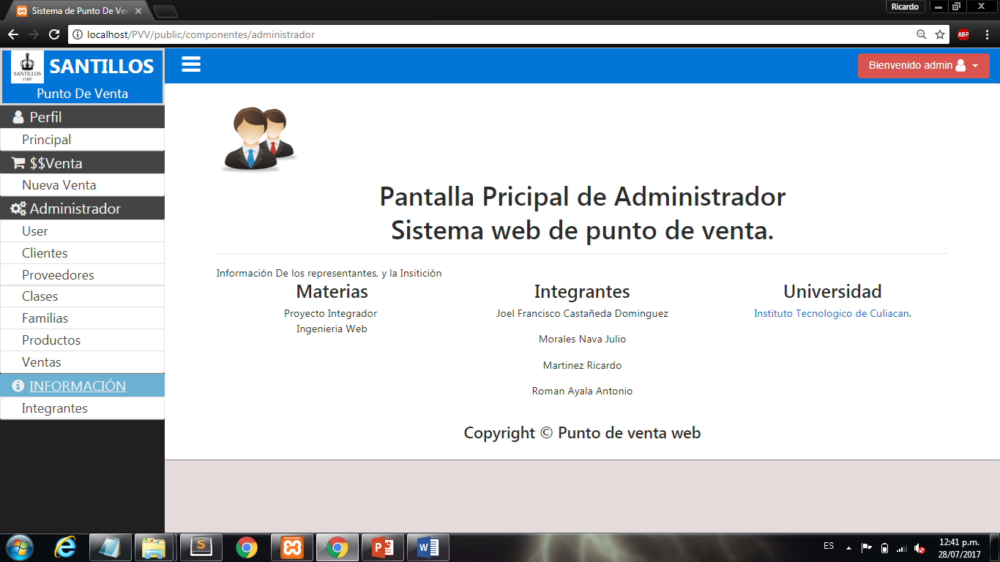 Sistema de Punto De Ver
Ricardo
localhost/PVV/public/componentes/administrador
ABP
SANTILLOS
CORP
SANTILLOS
Punto De Venta
Bienvenido admin
Perfil
Principal
$$Venta
Nueva Venta
Administrador
User
Clientes
Proveedores
Clases
Familias
Productos
Ventas
INFORMACIÓN
Integrantes
Pantalla Pricipal de Administrador
Sistema web de punto de venta.
Información De los representantes, y la Insitición
Materias
Proyecto Integrador
Ingenieria Web
Integrantes
Joel Francisco Castañeda Dominguez
Morales Nava Julio
Martinez Ricardo
Roman Ayala Antonio
Universidad
Instituto Tecnologico de Culiacan.
Copyright © Punto de venta web
ES
12:41 p.m.
28/07/2017